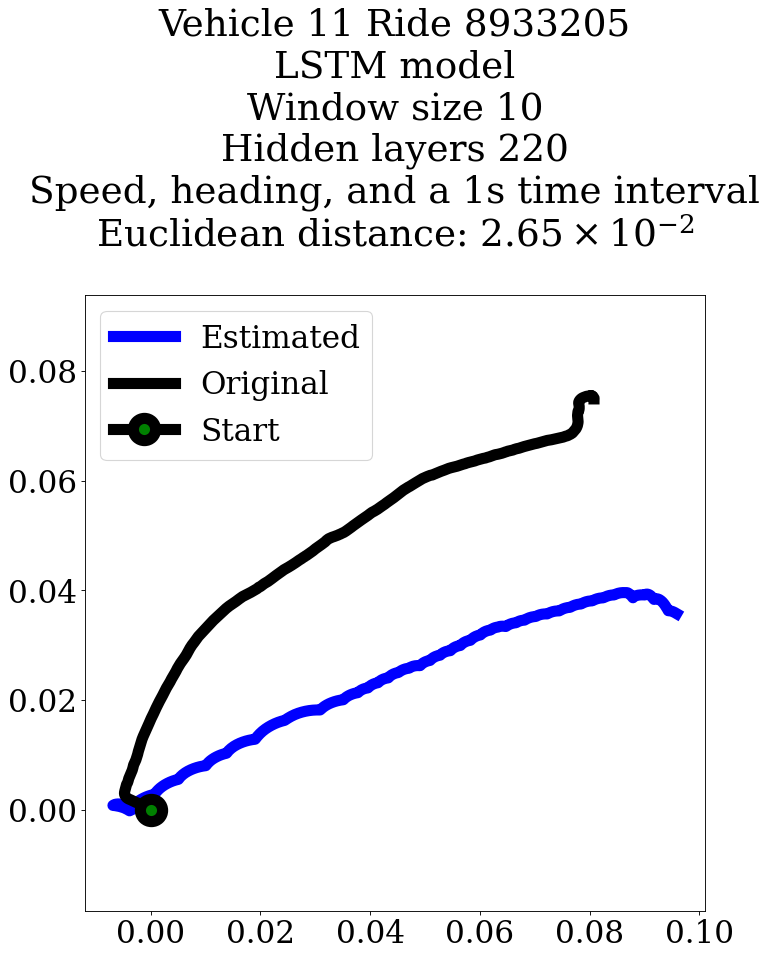 Vehicle 11 Ride 8933205
LSTM model
Window size 10
Hidden layers 220
Speed, heading, and a 1s time interval
Euclidean distance: 2.65 × 10⁻²
Estimated
Original
Start
0.08
0.06
0.04
0.02
0.00
0.00 0.02 0.04 0.06 0.08 0.10